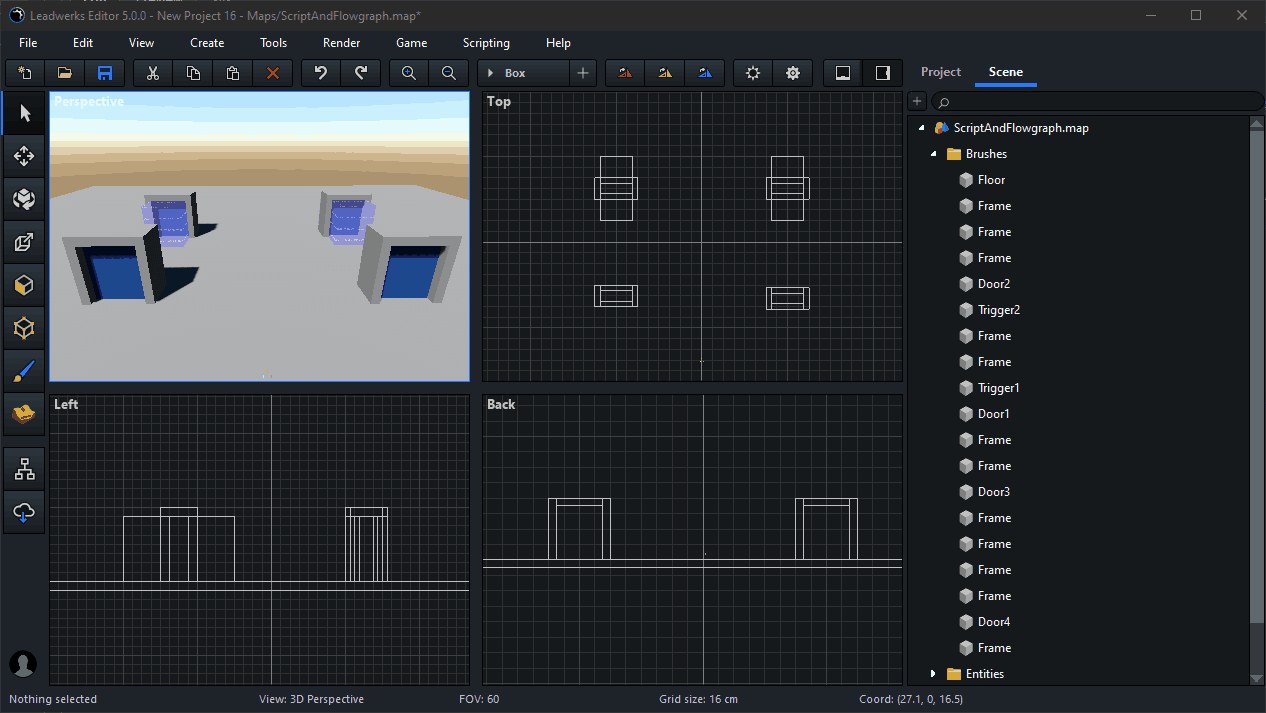 Leadwerks Editor 5.0.0 - New Project 16 - Maps/ScriptAndFlowgraph.map*
File Edit View Create Tools Render Game Scripting Help
Box
Project Scene
Perspective
Top
Left
Back
ScriptAndFlowgraph.map
Brushes
Floor
Frame
Frame
Frame
Door2
Trigger2
Frame
Frame
Trigger1
Door1
Frame
Frame
Door3
Frame
Frame
Frame
Frame
Door4
Frame
Entities
Nothing selected View: 3D Perspective FOV: 60 Grid size: 16 cm Coord: (27.1, 0, 16.5)